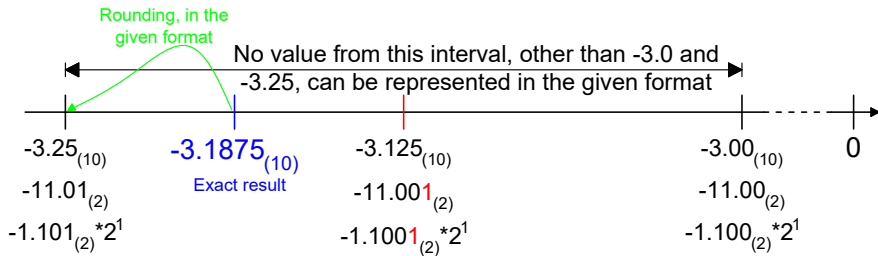 Rounding, in the
given format
No value from this interval, other than -3.0 and
-3.25, can be represented in the given format
-3.25(10)
-3.1875(10)
-3.125(10)
-3.00(10)
0
-11.01(2)
Exact result
-11.001(2)
-11.00(2)
-1.101(2)*2^1
-1.1001(2)*2^1
-1.100(2)*2^1